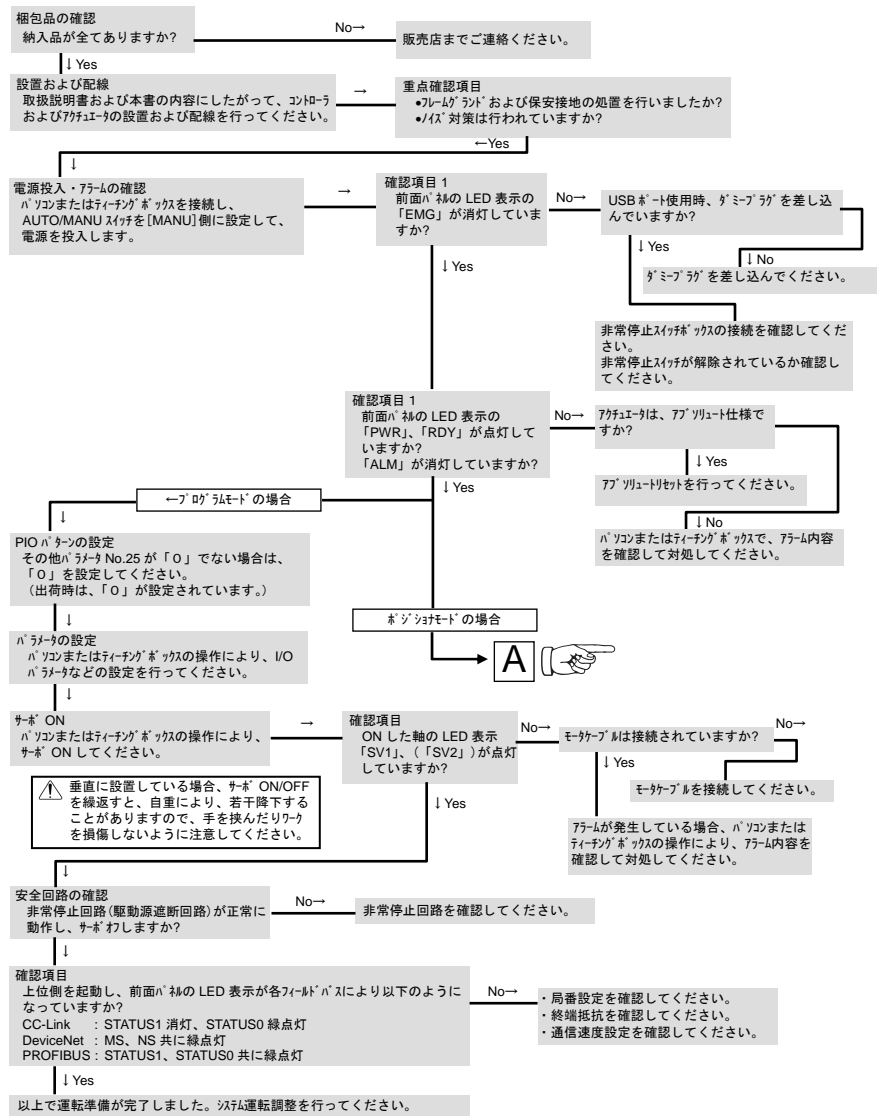 梱包品の確認
納入品が全てありますか?
No→
販売店までご連絡ください。
↓Yes
設置および配線
取扱説明書および本書の内容にしたがって、ｺﾝﾄﾛｰﾗ
およびｱｸﾁｭｴｰﾀの設置および配線を行ってください。
→
重点確認項目
●ﾌﾚｰﾑｸﾞﾗﾝﾄﾞおよび保安接地の処置を行いましたか?
●ﾉｲｽﾞ対策は行われていますか?
←Yes
↓
電源投入・ｱﾗｰﾑの確認
ﾊﾟｿｺﾝまたはﾃｨｰﾁﾝｸﾞﾎﾞｯｸｽを接続し、
AUTO/MANU ｽｲｯﾁを[MANU]側に設定して、
電源を投入します。
→
確認項目 1
前面ﾊﾟﾈﾙの LED 表示の
「EMG」が消灯していま
すか?
No→
USB ﾎﾟｰﾄ使用時、ﾀﾞﾐｰﾌﾟﾗｸﾞを差し込
んでいますか?
↓Yes
↓No
ﾀﾞﾐｰﾌﾟﾗｸﾞを差し込んでください。
↓Yes
非常停止ｽｲｯﾁﾎﾞｯｸｽの接続を確認してくだ
さい。
非常停止ｽｲｯﾁが解除されているか確認し
てください。
確認項目 1
前面ﾊﾟﾈﾙの LED 表示の
「PWR」、「RDY」が点灯して
いますか?
「ALM」が消灯していますか?
No→
ｱｸﾁｭｴｰﾀは、ｱﾌﾞｿﾘｭｰﾄ仕様で
すか?
↓Yes
ｱﾌﾞｿﾘｭｰﾄﾘｾｯﾄを行ってください。
↓No
ﾊﾟｿｺﾝまたはﾃｨｰﾁﾝｸﾞﾎﾞｯｸｽで、ｱﾗｰﾑ内容
を確認して対処してください。
↓Yes
←ﾌﾟﾛｸﾞﾗﾑﾓｰﾄﾞの場合
↓
PIO ﾊﾟﾀｰﾝの設定
その他ﾊﾟﾗﾒｰﾀ No.25 が「０」でない場合は、
「０」を設定してください。
(出荷時は、「０」が設定されています。)
ﾎﾟｼﾞｼｮﾅﾓｰﾄﾞの場合
A
↓
ﾊﾟﾗﾒｰﾀの設定
ﾊﾟｿｺﾝまたはﾃｨｰﾁﾝｸﾞﾎﾞｯｸｽの操作により、I/O
ﾊﾟﾗﾒｰﾀなどの設定を行ってください。
↓
ｻｰﾎﾞ ON
ﾊﾟｿｺﾝまたはﾃｨｰﾁﾝｸﾞﾎﾞｯｸｽの操作により、
ｻｰﾎﾞ ON してください。
→
確認項目
ON した軸の LED 表示
「SV1」、(「SV2」)が点灯
していますか?
No→
ﾓｰﾀｹｰﾌﾞﾙは接続されていますか?
No→
↓Yes
ﾓｰﾀｹｰﾌﾞﾙを接続してください。
垂直に設置している場合、ｻｰﾎﾞ ON/OFF
を繰返すと、自重により、若干降下する
ことがありますので、手を挟んだりﾜｰｸ
を損傷しないように注意してください。
↓Yes
ｱﾗｰﾑが発生している場合、ﾊﾟｿｺﾝまたは
ﾃｨｰﾁﾝｸﾞﾎﾞｯｸｽの操作により、ｱﾗｰﾑ内容を
確認して対処してください。
↓
安全回路の確認
非常停止回路(駆動源遮断回路)が正常に
動作し、ｻｰﾎﾞｵﾌしますか?
No→
非常停止回路を確認してください。
↓
確認項目
上位側を起動し、前面ﾊﾟﾈﾙの LED 表示が各ﾌｨｰﾙﾄﾞﾊﾞｽにより以下のように
なっていますか?
CC-Link : STATUS1 消灯、STATUS0 緑点灯
DeviceNet : MS、NS 共に緑点灯
PROFIBUS : STATUS1、STATUS0 共に緑点灯
No→
・局番設定を確認してください。
・終端抵抗を確認してください。
・通信速度設定を確認してください。
↓Yes
以上で運転準備が完了しました。ｼｽﾃﾑ運転調整を行ってください。